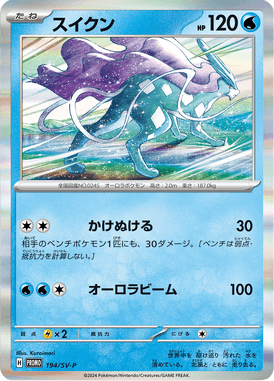 たね
スイクン
HP 120
全国図鑑NO.0245 オーロラポケモン 高さ:2.0m 重さ:187.0kg
かけぬける 30
相手のベンチポケモン1匹にも、30ダメージ。[ベンチは弱点・抵抗力を計算しない。]
オーロラビーム 100
弱点 ×2 抵抗力 にげる
Illus. Kuroimori
H PROMO 194/SV-P
世界中を 駆け巡り 汚れた 水を
清める。 北風と ともに 走り去る。
©2024 Pokémon/Nintendo/Creatures/GAME FREAK.